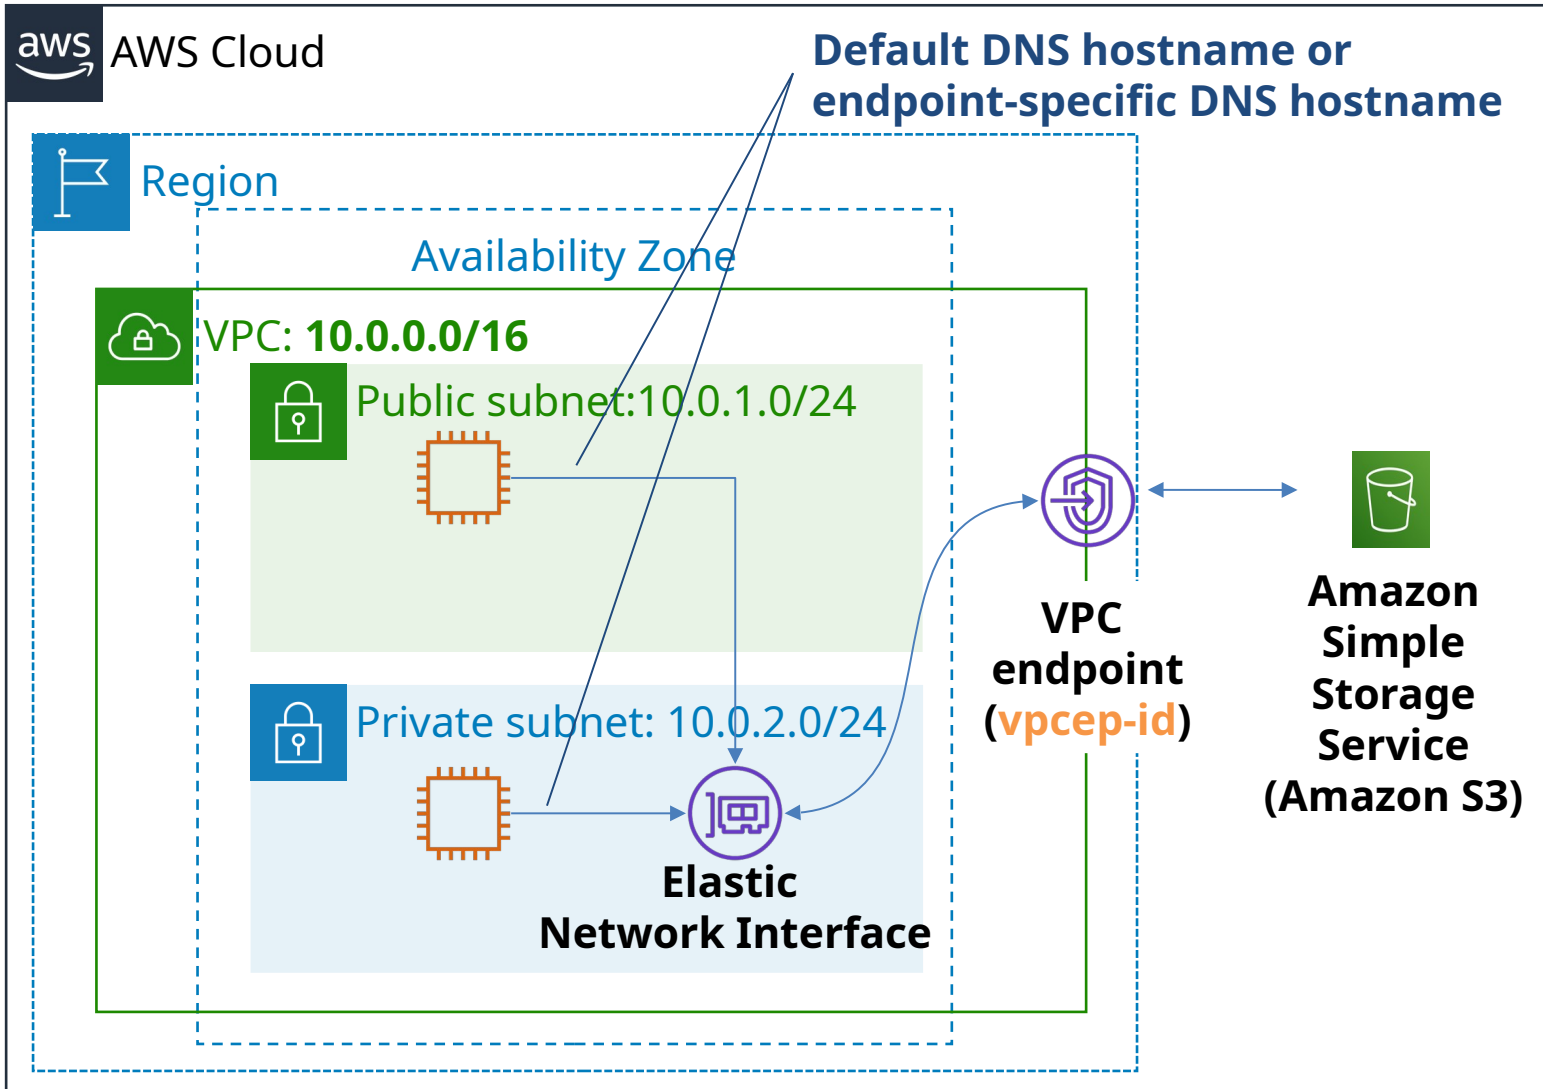 aws
AWS Cloud
Default DNS hostname or
endpoint-specific DNS hostname
Region
Availability Zone
VPC: 10.0.0.0/16
Public subnet:10.0.1.0/24
VPC
endpoint
(vpcep-id)
Amazon
Simple
Storage
Service
(Amazon S3)
Private subnet: 10.0.2.0/24
Elastic
Network Interface